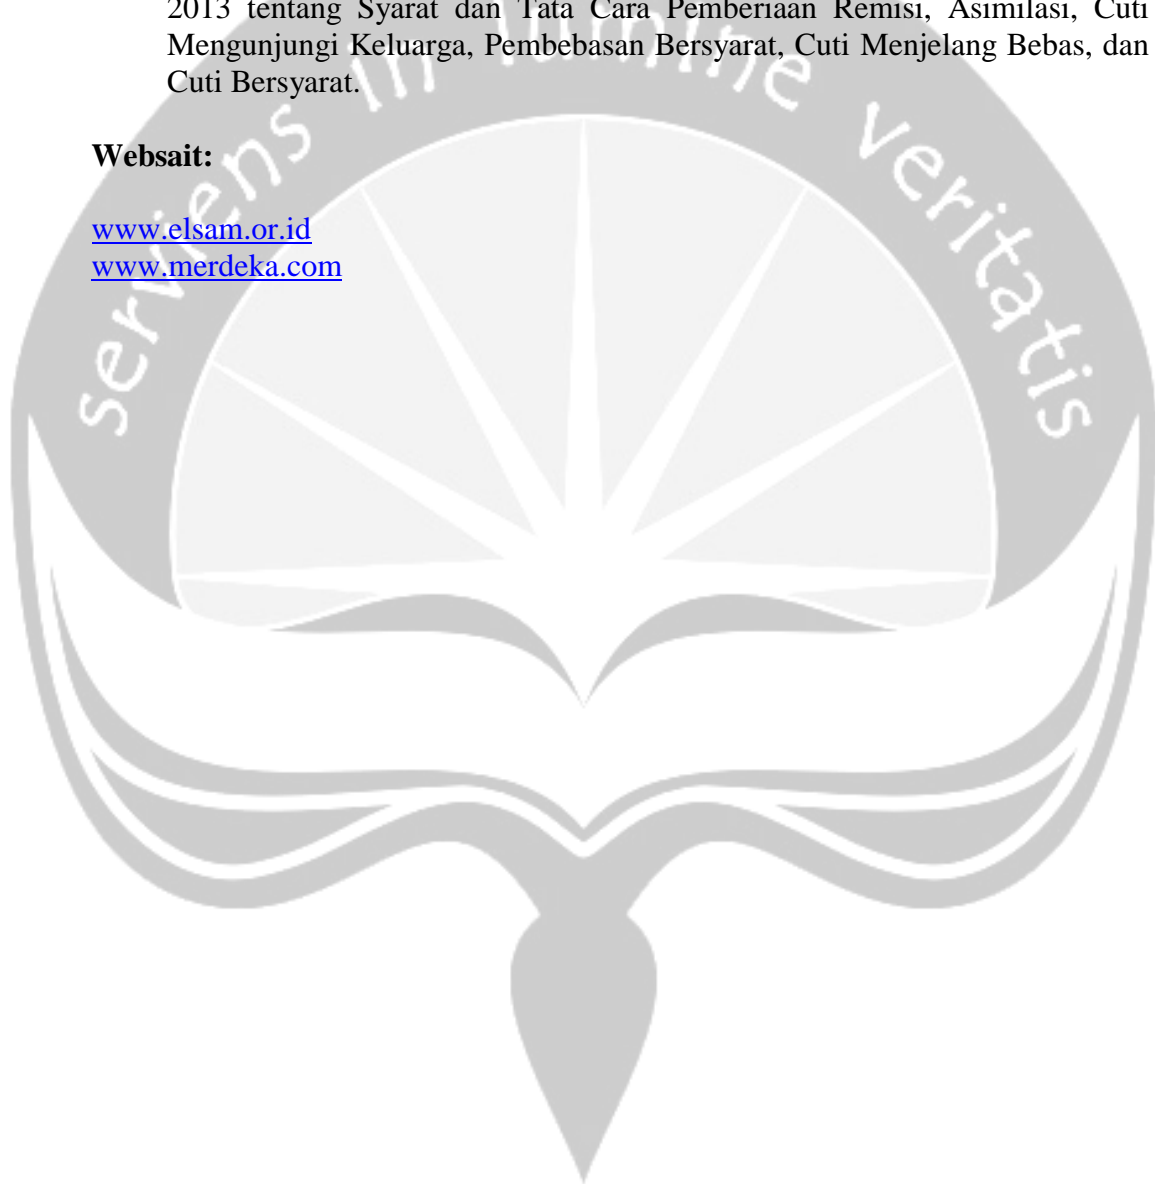 2013 tentang Syarat dan Tata Cara Pemberiaan Remisi, Asimilasi, Cuti
Mengunjungi Keluarga, Pembebasan Bersyarat, Cuti Menjelang Bebas, dan
Cuti Bersyarat.
Websait:
www.elsam.or.id
www.merdeka.com
serviens in lumine veritatis